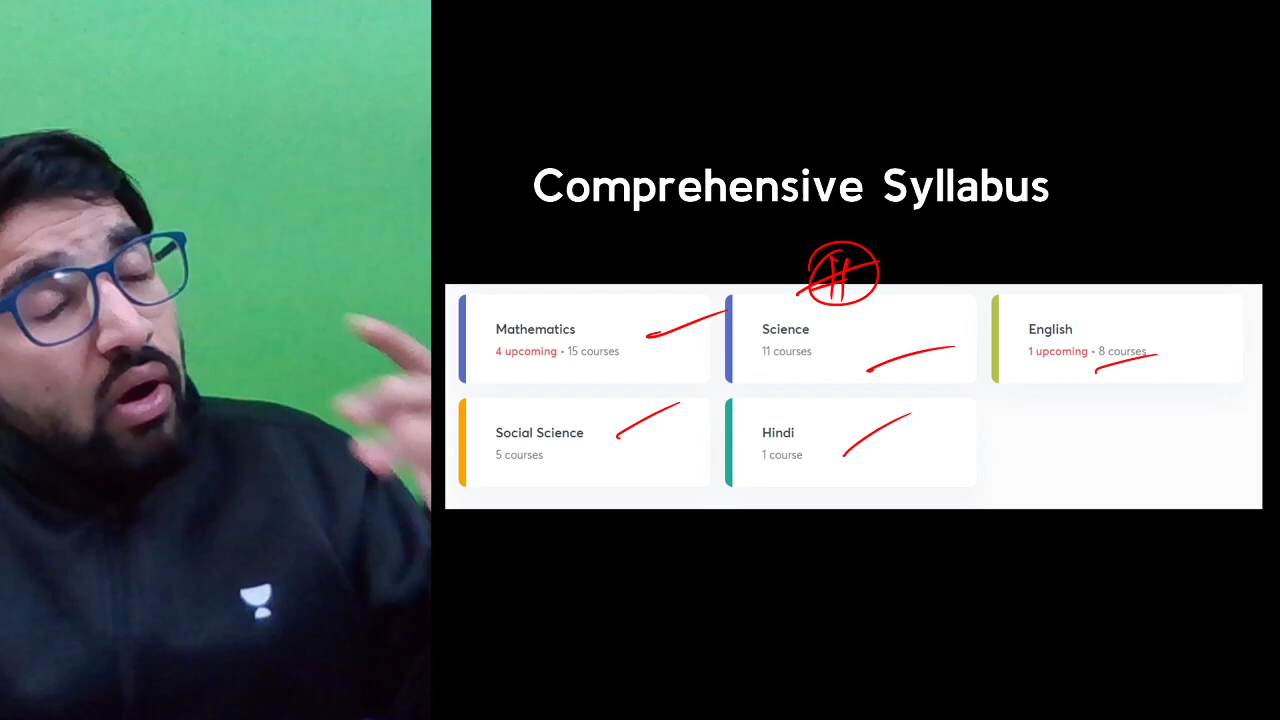 Comprehensive Syllabus
Mathematics
4 upcoming • 15 courses
Science
11 courses
English
1 upcoming • 8 courses
Social Science
5 courses
Hindi
1 course